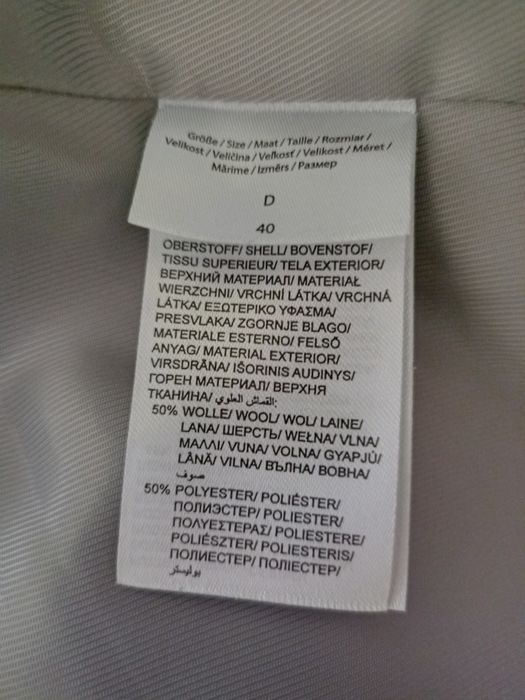 Größe / Size / Maat / Taille / Rozmiar /
Velikost / Veličina / Veľkosť / Velikost / Méret /
Mărime / Izmērs / Размер
D
40
OBERSTOFF/ SHELL/ BOVENSTOF/
TISSU SUPERIEUR/ TELA EXTERIOR/
ВЕРХНИЙ МАТЕРИАЛ/ MATERIAŁ
WIERZCHNI/ VRCHNÍ LÁTKA/ VRCHNÁ
LÁTKA/ ΕΞΩΤΕΡΙΚΟ ΥΦΑΣΜΑ/
PRESVLAKA/ ZGORNJE BLAGO/
MATERIALE ESTERNO/ FELSŐ
ANYAG/ MATERIAL EXTERIOR/
VIRSDRĀNA/ IŠORINIS AUDINYS/
ГОРЕН МАТЕРИАЛ/ ВЕРХНЯ
ТКАНИНА/ القماش العلوي:
50% WOLLE/ WOOL/ WOL/ LAINE/
LANA/ ШЕРСТЬ/ WEŁNA/ VLNA/
ΜΑΛΛΙ/ VUNA/ VOLNA/ GYAPJÚ/
LÂNĂ/ VILNA/ ВЪЛНА/ ВОВНА/
صوف
50% POLYESTER/ POLIÉSTER/
ПОЛИЭСТЕР/ POLIESTER/
ΠΟΛΥΕΣΤΕΡΑΣ/ POLIESTERE/
POLIÉSZTER/ POLIESTERIS/
ПОЛИЕСТЕР/ ПОЛІЕСТЕР/
بوليستر